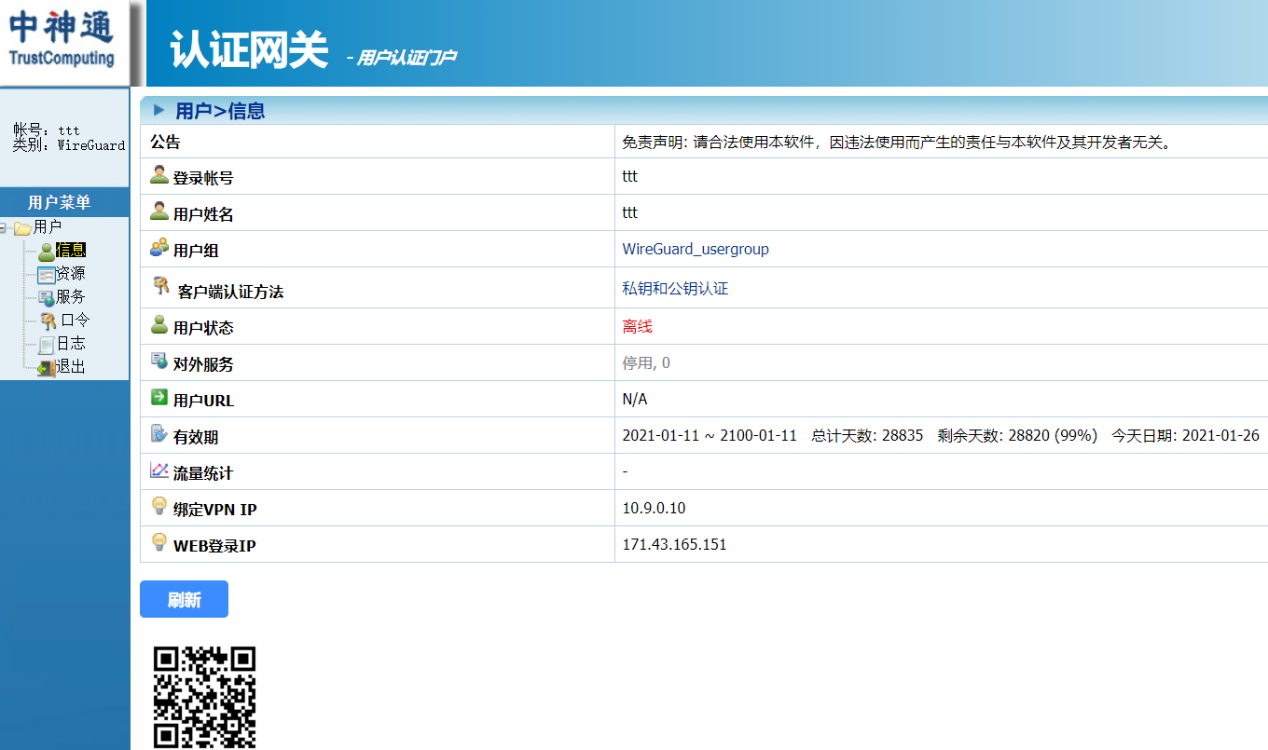 中神通
TrustComputing
认证网关 - 用户认证门户
帐号: ttt
类别: WireGuard
用户菜单
用户
信息
资源
服务
口令
日志
退出
用户>信息
公告 免责声明: 请合法使用本软件，因违法使用而产生的责任与本软件及其开发者无关。
登录帐号 ttt
用户姓名 ttt
用户组 WireGuard_usergroup
客户端认证方法 私钥和公钥认证
用户状态 离线
对外服务 停用, 0
用户URL N/A
有效期 2021-01-11 ~ 2100-01-11 总计天数: 28835 剩余天数: 28820 (99%) 今天日期: 2021-01-26
流量统计 -
绑定VPN IP 10.9.0.10
WEB登录IP 171.43.165.151
刷新